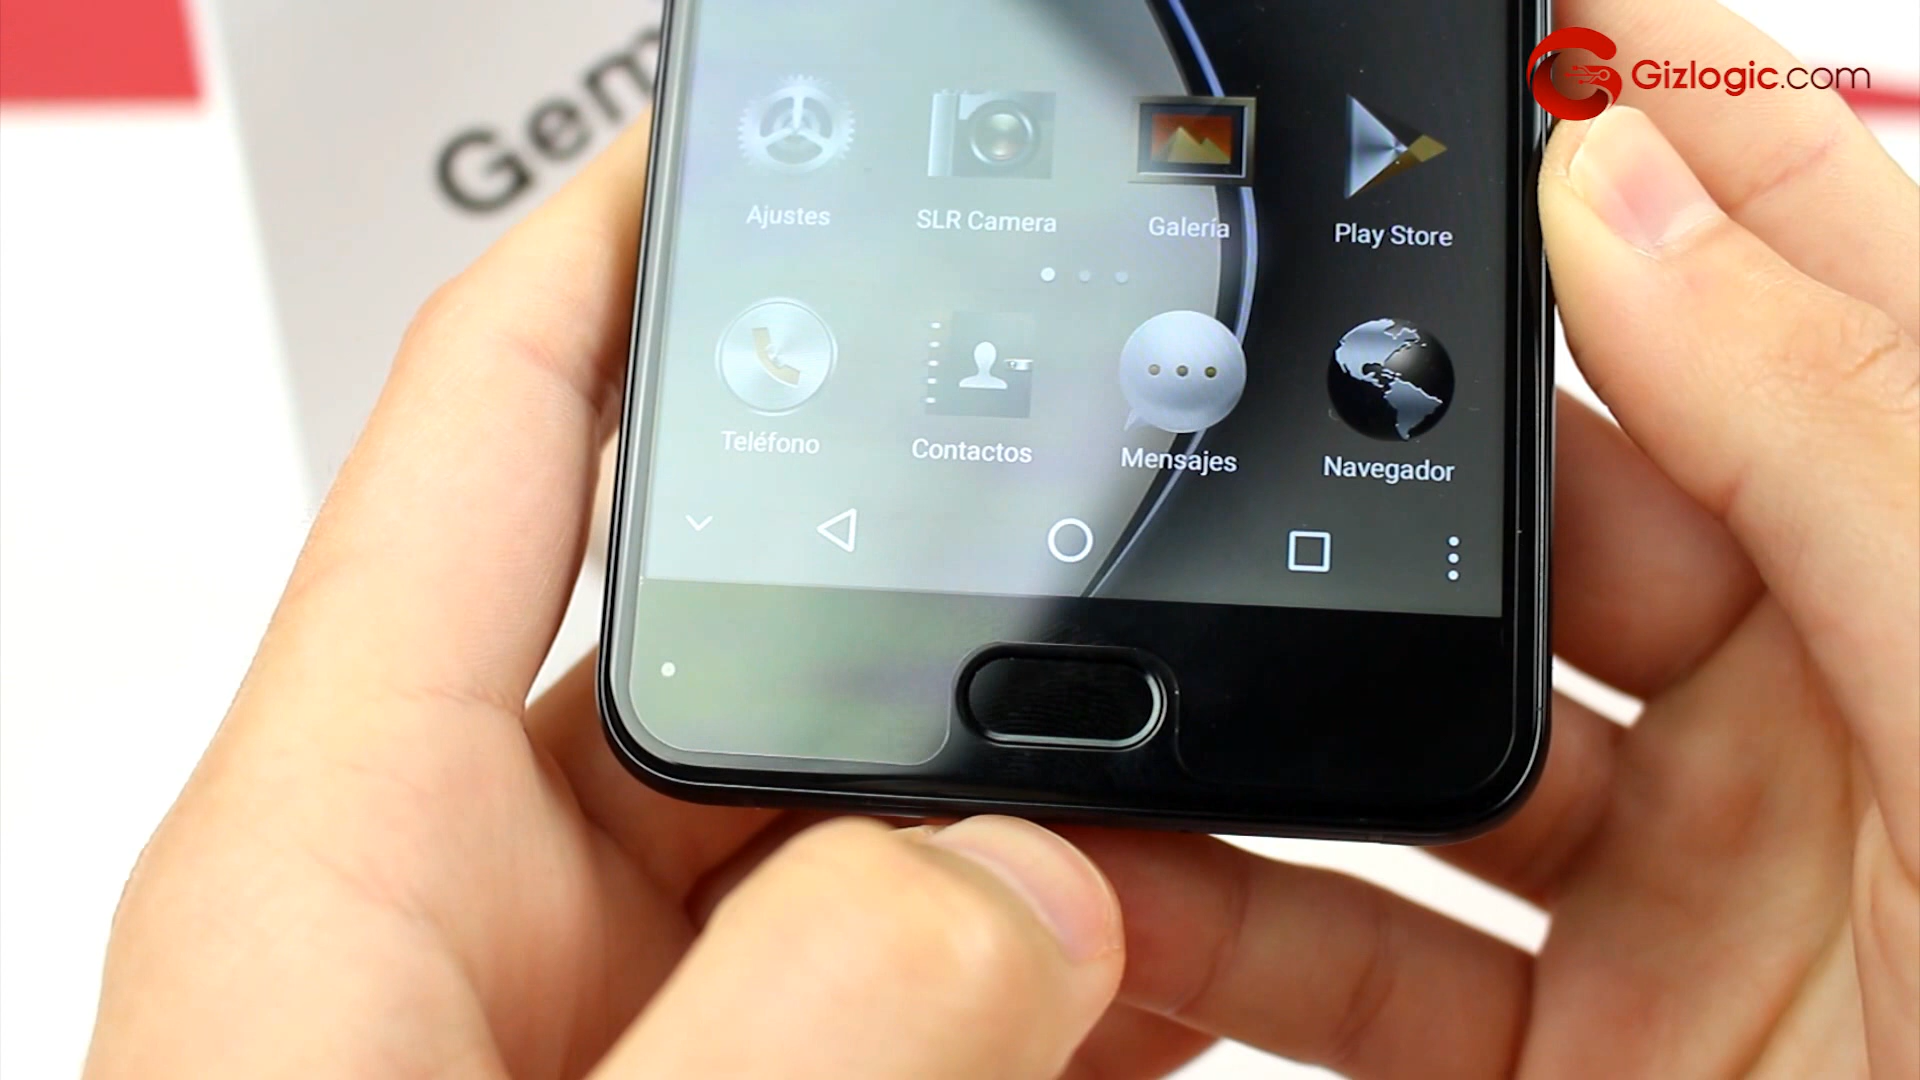 Gizlogic.com
Gem
Ajustes SLR Camera Galería Play Store
Teléfono Contactos Mensajes Navegador